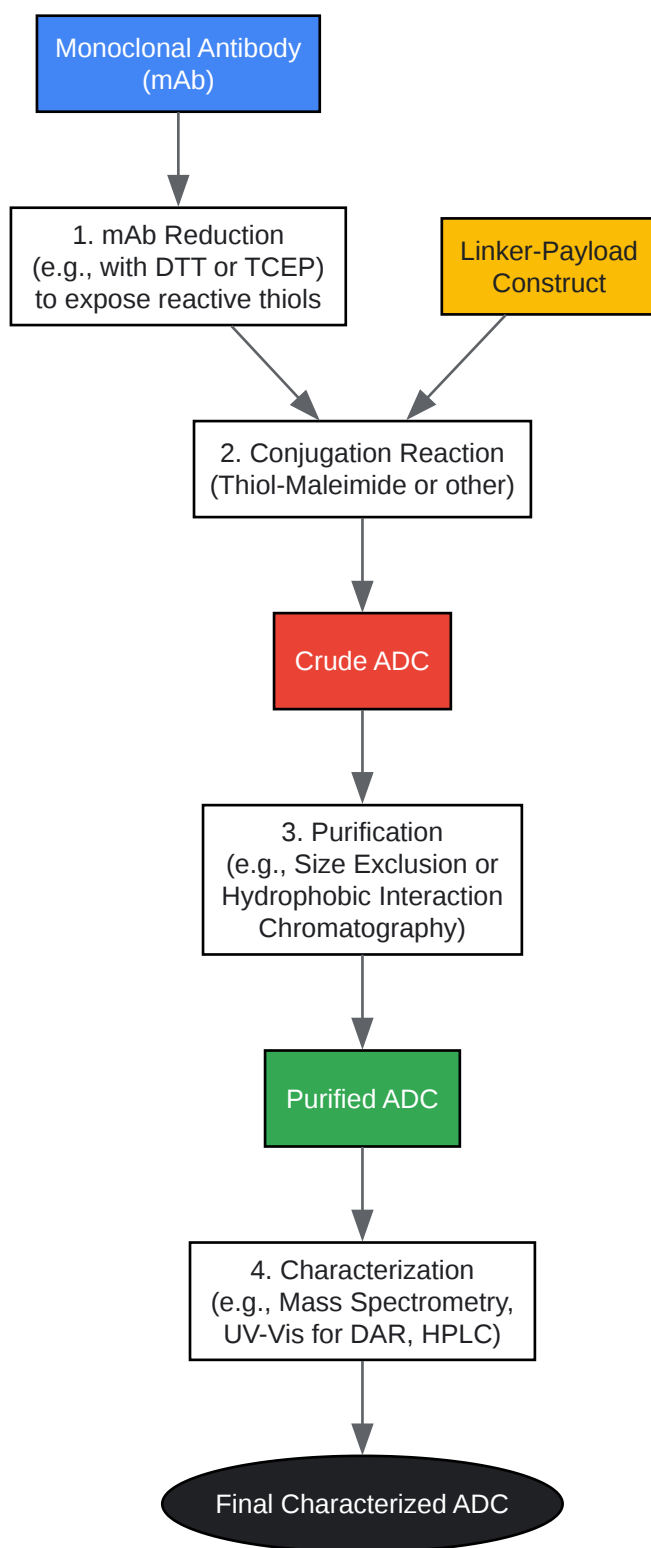 Monoclonal Antibody
(mAb)
1. mAb Reduction
(e.g., with DTT or TCEP)
to expose reactive thiols
Linker-Payload
Construct
2. Conjugation Reaction
(Thiol-Maleimide or other)
Crude ADC
3. Purification
(e.g., Size Exclusion or
Hydrophobic Interaction
Chromatography)
Purified ADC
4. Characterization
(e.g., Mass Spectrometry,
UV-Vis for DAR, HPLC)
Final Characterized ADC